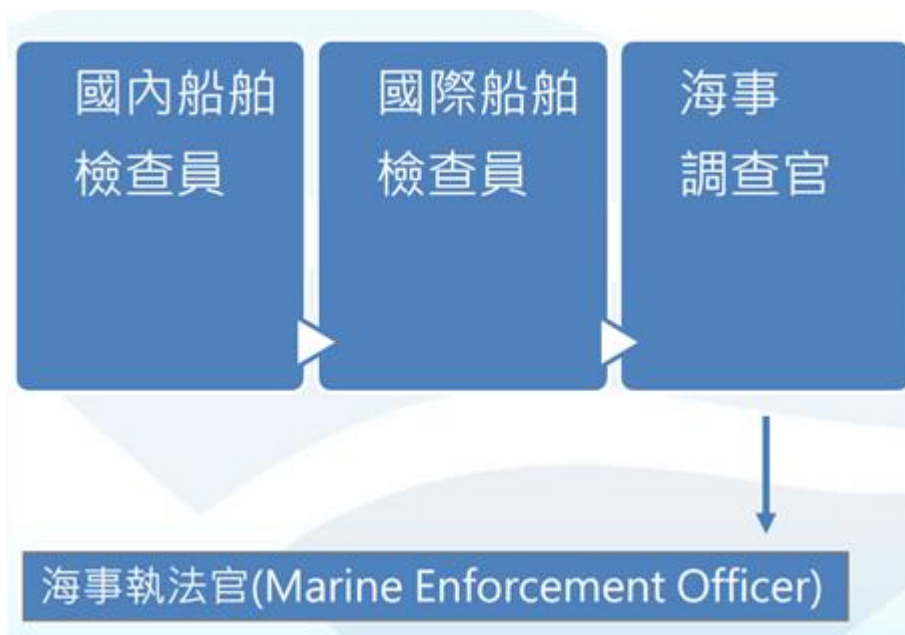 國內船舶
檢查員
國際船舶
檢查員
海事
調查官
海事執法官(Marine Enforcement Officer)